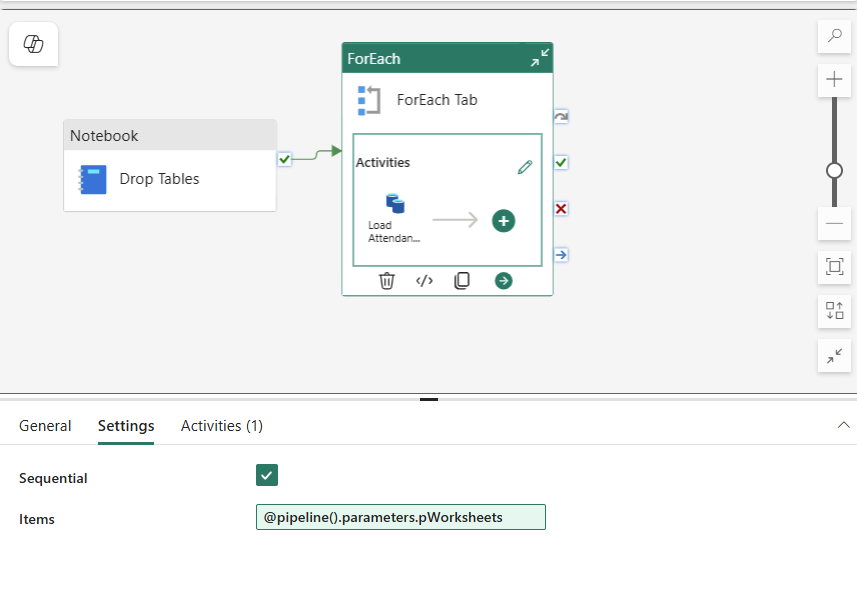 ForEach
ForEach Tab
Notebook
Drop Tables
Activities
Load
Attendan...
</>
General
Settings
Activities (1)
Sequential
Items
@pipeline().parameters.pWorksheets